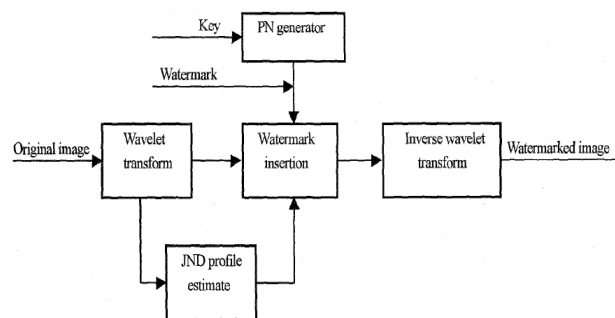 Key
PN generator
Watermark
Original image
Wavelet
transform
Watermark
insertion
Inverse wavelet
transform
Watermarked image
JND profile
estimate